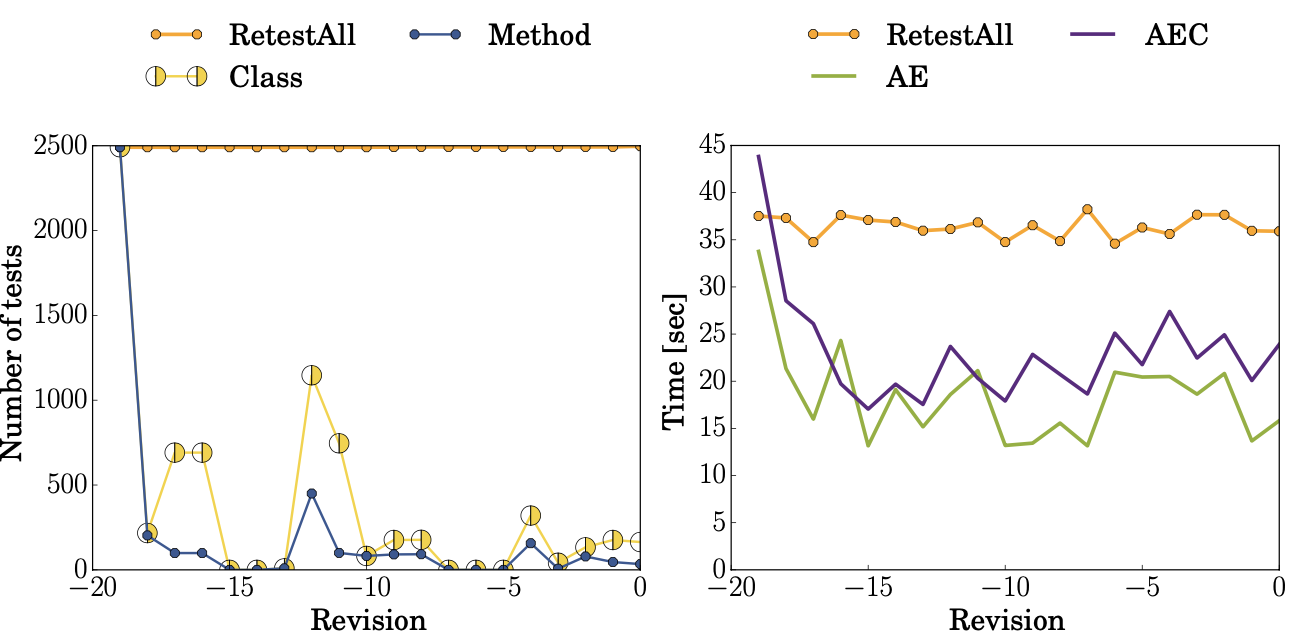 RetestAll Method
Class
2500
2000
1500
1000
500
0
Number of tests
−20 −15 −10 −5 0
Revision
RetestAll AEC
AE
45
40
35
30
25
20
15
10
5
0
Time [sec]
−20 −15 −10 −5 0
Revision